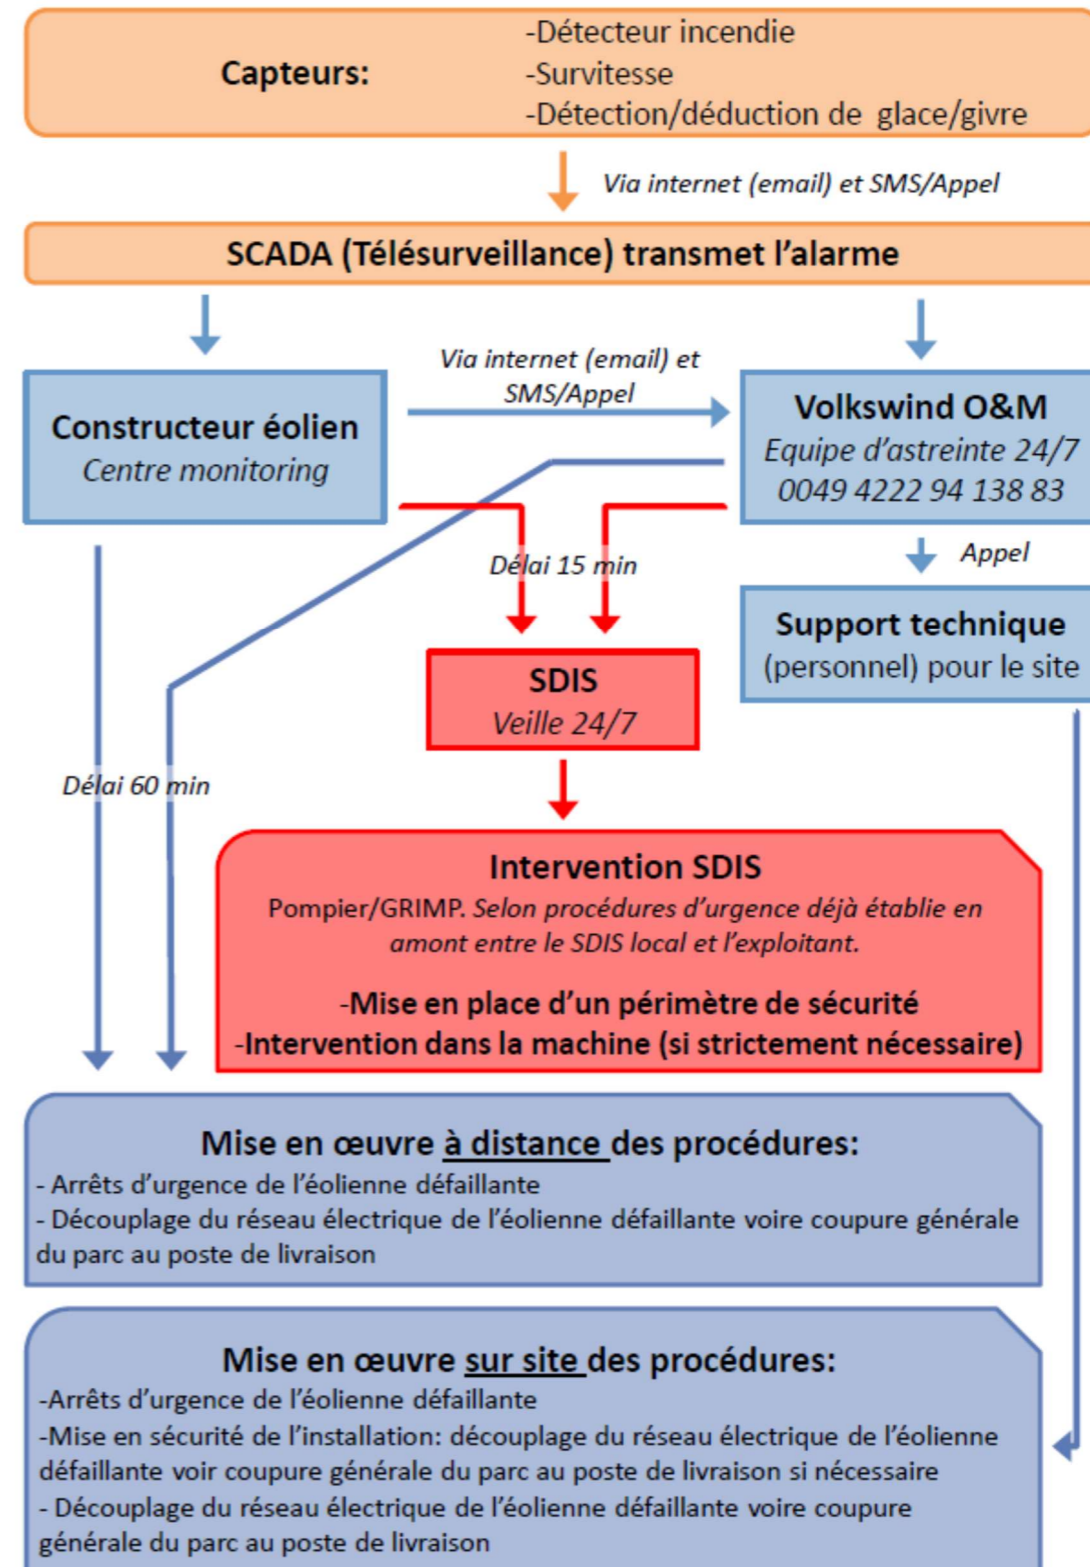 Capteurs:
-Détecteur incendie
-Survitesse
-Détection/déduction de glace/givre
Via internet (email) et SMS/Appel
SCADA (Télésurveillance) transmet l'alarme
Via internet (email) et
SMS/Appel
Constructeur éolien
Centre monitoring
Volkswind O&M
Equipe d'astreinte 24/7
0049 4222 94 138 83
Délai 15 min
Appel
Support technique
(personnel) pour le site
SDIS
Veille 24/7
Délai 60 min
Intervention SDIS
Pompier/GRIMP. Selon procédures d'urgence déjà établie en
amont entre le SDIS local et l'exploitant.
-Mise en place d'un périmètre de sécurité
-Intervention dans la machine (si strictement nécessaire)
Mise en œuvre à distance des procédures:
- Arrêts d'urgence de l'éolienne défaillante
- Découplage du réseau électrique de l'éolienne défaillante voire coupure générale
du parc au poste de livraison
Mise en œuvre sur site des procédures:
-Arrêts d'urgence de l'éolienne défaillante
-Mise en sécurité de l'installation: découplage du réseau électrique de l'éolienne
défaillante voir coupure générale du parc au poste de livraison si nécessaire
- Découplage du réseau électrique de l'éolienne défaillante voire coupure
générale du parc au poste de livraison